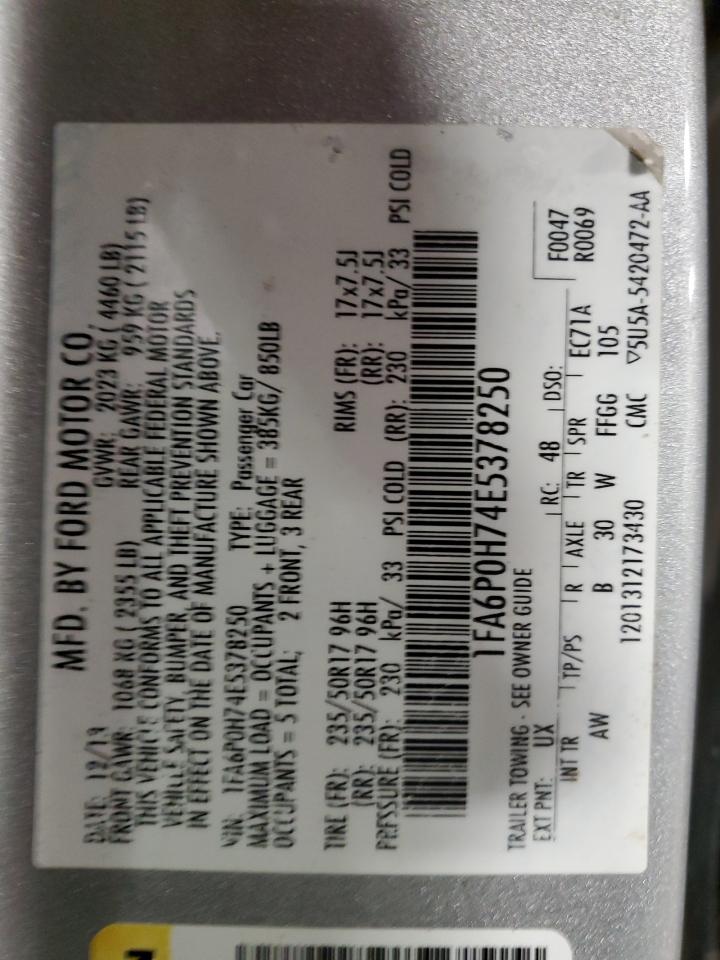 MFD. BY FORD MOTOR CO.
DATE: GVWR: 2023 KG ( 4460 LB)
FRONT GAWR: 1068 KG ( 2355 LB) REAR GAWR: 959 KG ( 2115 LB)
THIS VEHICLE CONFORMS TO ALL APPLICABLE FEDERAL MOTOR
VEHICLE SAFETY, BUMPER, AND THEFT PREVENTION STANDARDS
IN EFFECT ON THE DATE OF MANUFACTURE SHOWN ABOVE.
VIN: 1FA6P0H74E5378250 TYPE: Passenger Car
MAXIMUM LOAD = OCCUPANTS + LUGGAGE = 385KG/ 850LB
OCCUPANTS = 5 TOTAL; 2 FRONT, 3 REAR
TIRE (FR): 235/50R17 96H RIMS (FR): 17x7.5J
(RR): 235/50R17 96H (RR): 17x7.5J
PRESSURE (FR): 230 kPa/ 33 PSI COLD (RR): 230 kPa/ 33 PSI COLD
1FA6P0H74E5378250
TRAILER TOWING - SEE OWNER GUIDE F0047
EXT PNT: UX RC: 48 DSO: R0069
INT TR TP/PS R AXLE TR SPR EC71A
AW B 30 W FFGG 105
1201312173430 CMC ▽5U5A-5420472-AA